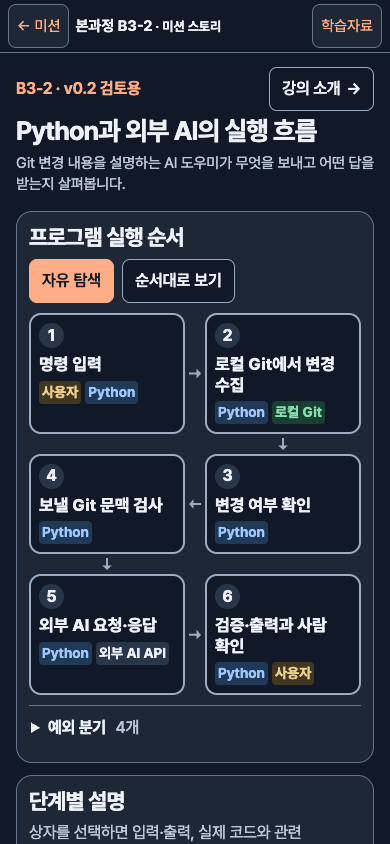 ← 미션 본과정 B3-2 · 미션 스토리 학습자료
B3-2 · v0.2 검토용 강의 소개 →
Python과 외부 AI의 실행 흐름
Git 변경 내용을 설명하는 AI 도우미가 무엇을 보내고 어떤 답을
받는지 살펴봅니다.
프로그램 실행 순서
자유 탐색 순서대로 보기
1
명령 입력
사용자 Python
→
2
로컬 Git에서 변경
수집
Python 로컬 Git
↓
3
변경 여부 확인
Python
←
4
보낼 Git 문맥 검사
Python
↓
5
외부 AI 요청·응답
Python 외부 AI API
→
6
검증·출력과 사람
확인
Python 사용자
▶ 예외 분기 4개
단계별 설명
상자를 선택하면 입력·출력, 실제 코드와 관련